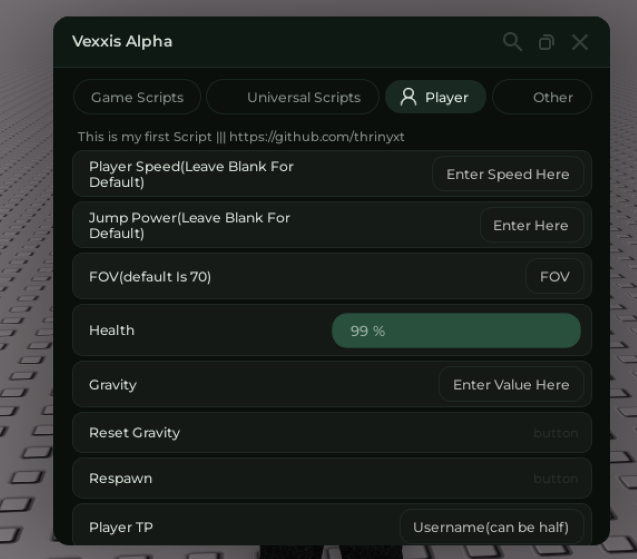 Vexxis Alpha
Game Scripts
Universal Scripts
Player
Other
This is my first Script ||| https://github.com/thrinyxt
Player Speed(Leave Blank For
Default)
Enter Speed Here
Jump Power(Leave Blank For
Default)
Enter Here
FOV(default Is 70)
FOV
Health
99 %
Gravity
Enter Value Here
Reset Gravity
button
Respawn
button
Player TP
Username(can be half)